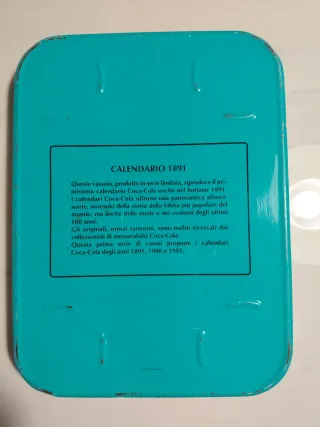 CALENDARIO 1891
Questo vassoio, prodotto in serie limitata, riproduce il pri-
missimo calendario Coca-Cola uscito nel lontano 1891.
I calendari Coca-Cola offrono una panoramica affasci-
nante, non solo della storia della bibita più popolare del
mondo, ma anche delle mode e dei costumi degli ultimi
100 anni.
Gli originali, ormai rarissimi, sono molto ricercati dai
collezionisti di memorabilia Coca-Cola.
Questa prima serie di vassoi propone i calendari
Coca-Cola degli anni 1891, 1900 e 1901.